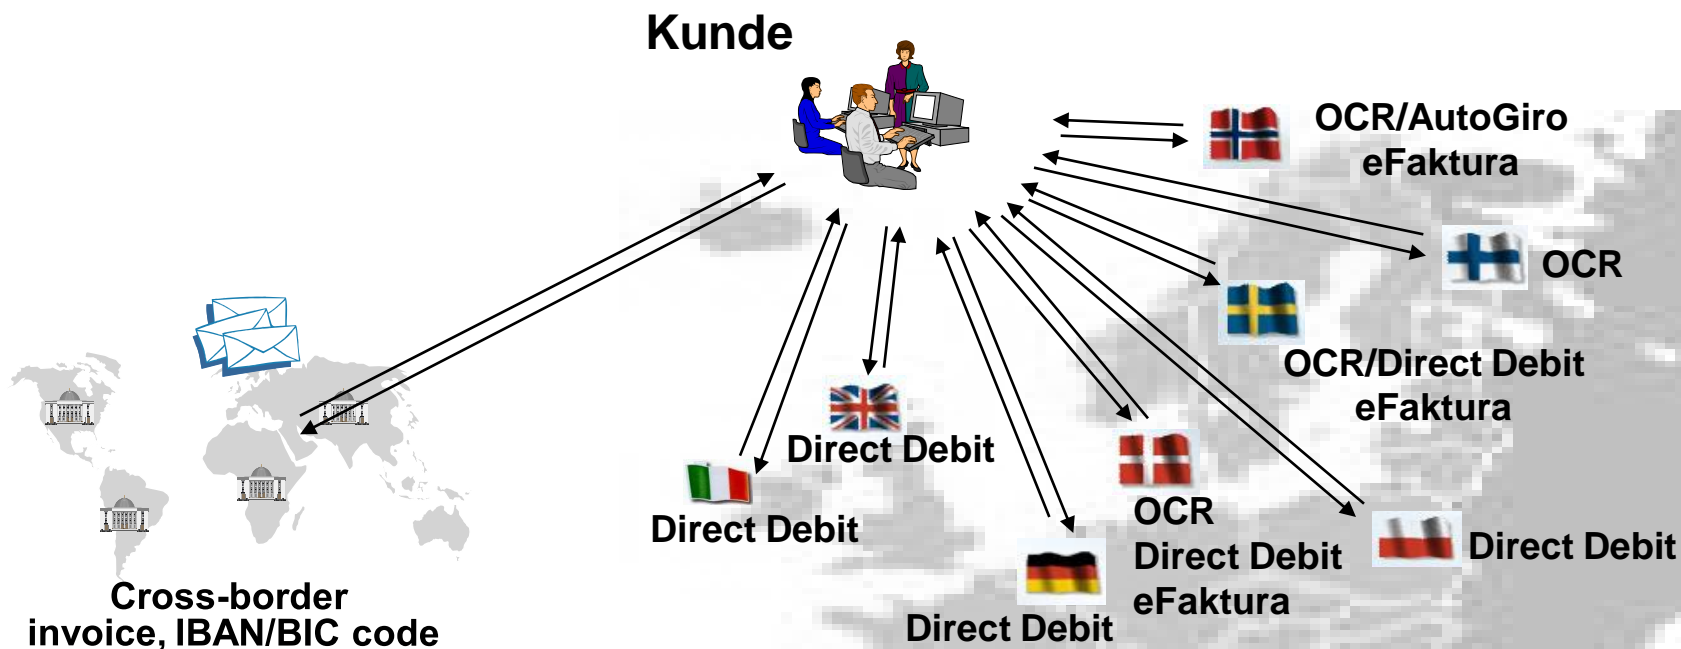 Kunde
OCR/AutoGiro
eFaktura
OCR
OCR/Direct Debit
eFaktura
Direct Debit
Direct Debit
OCR
Direct Debit
eFaktura
Direct Debit
Direct Debit
Cross-border
invoice, IBAN/BIC code